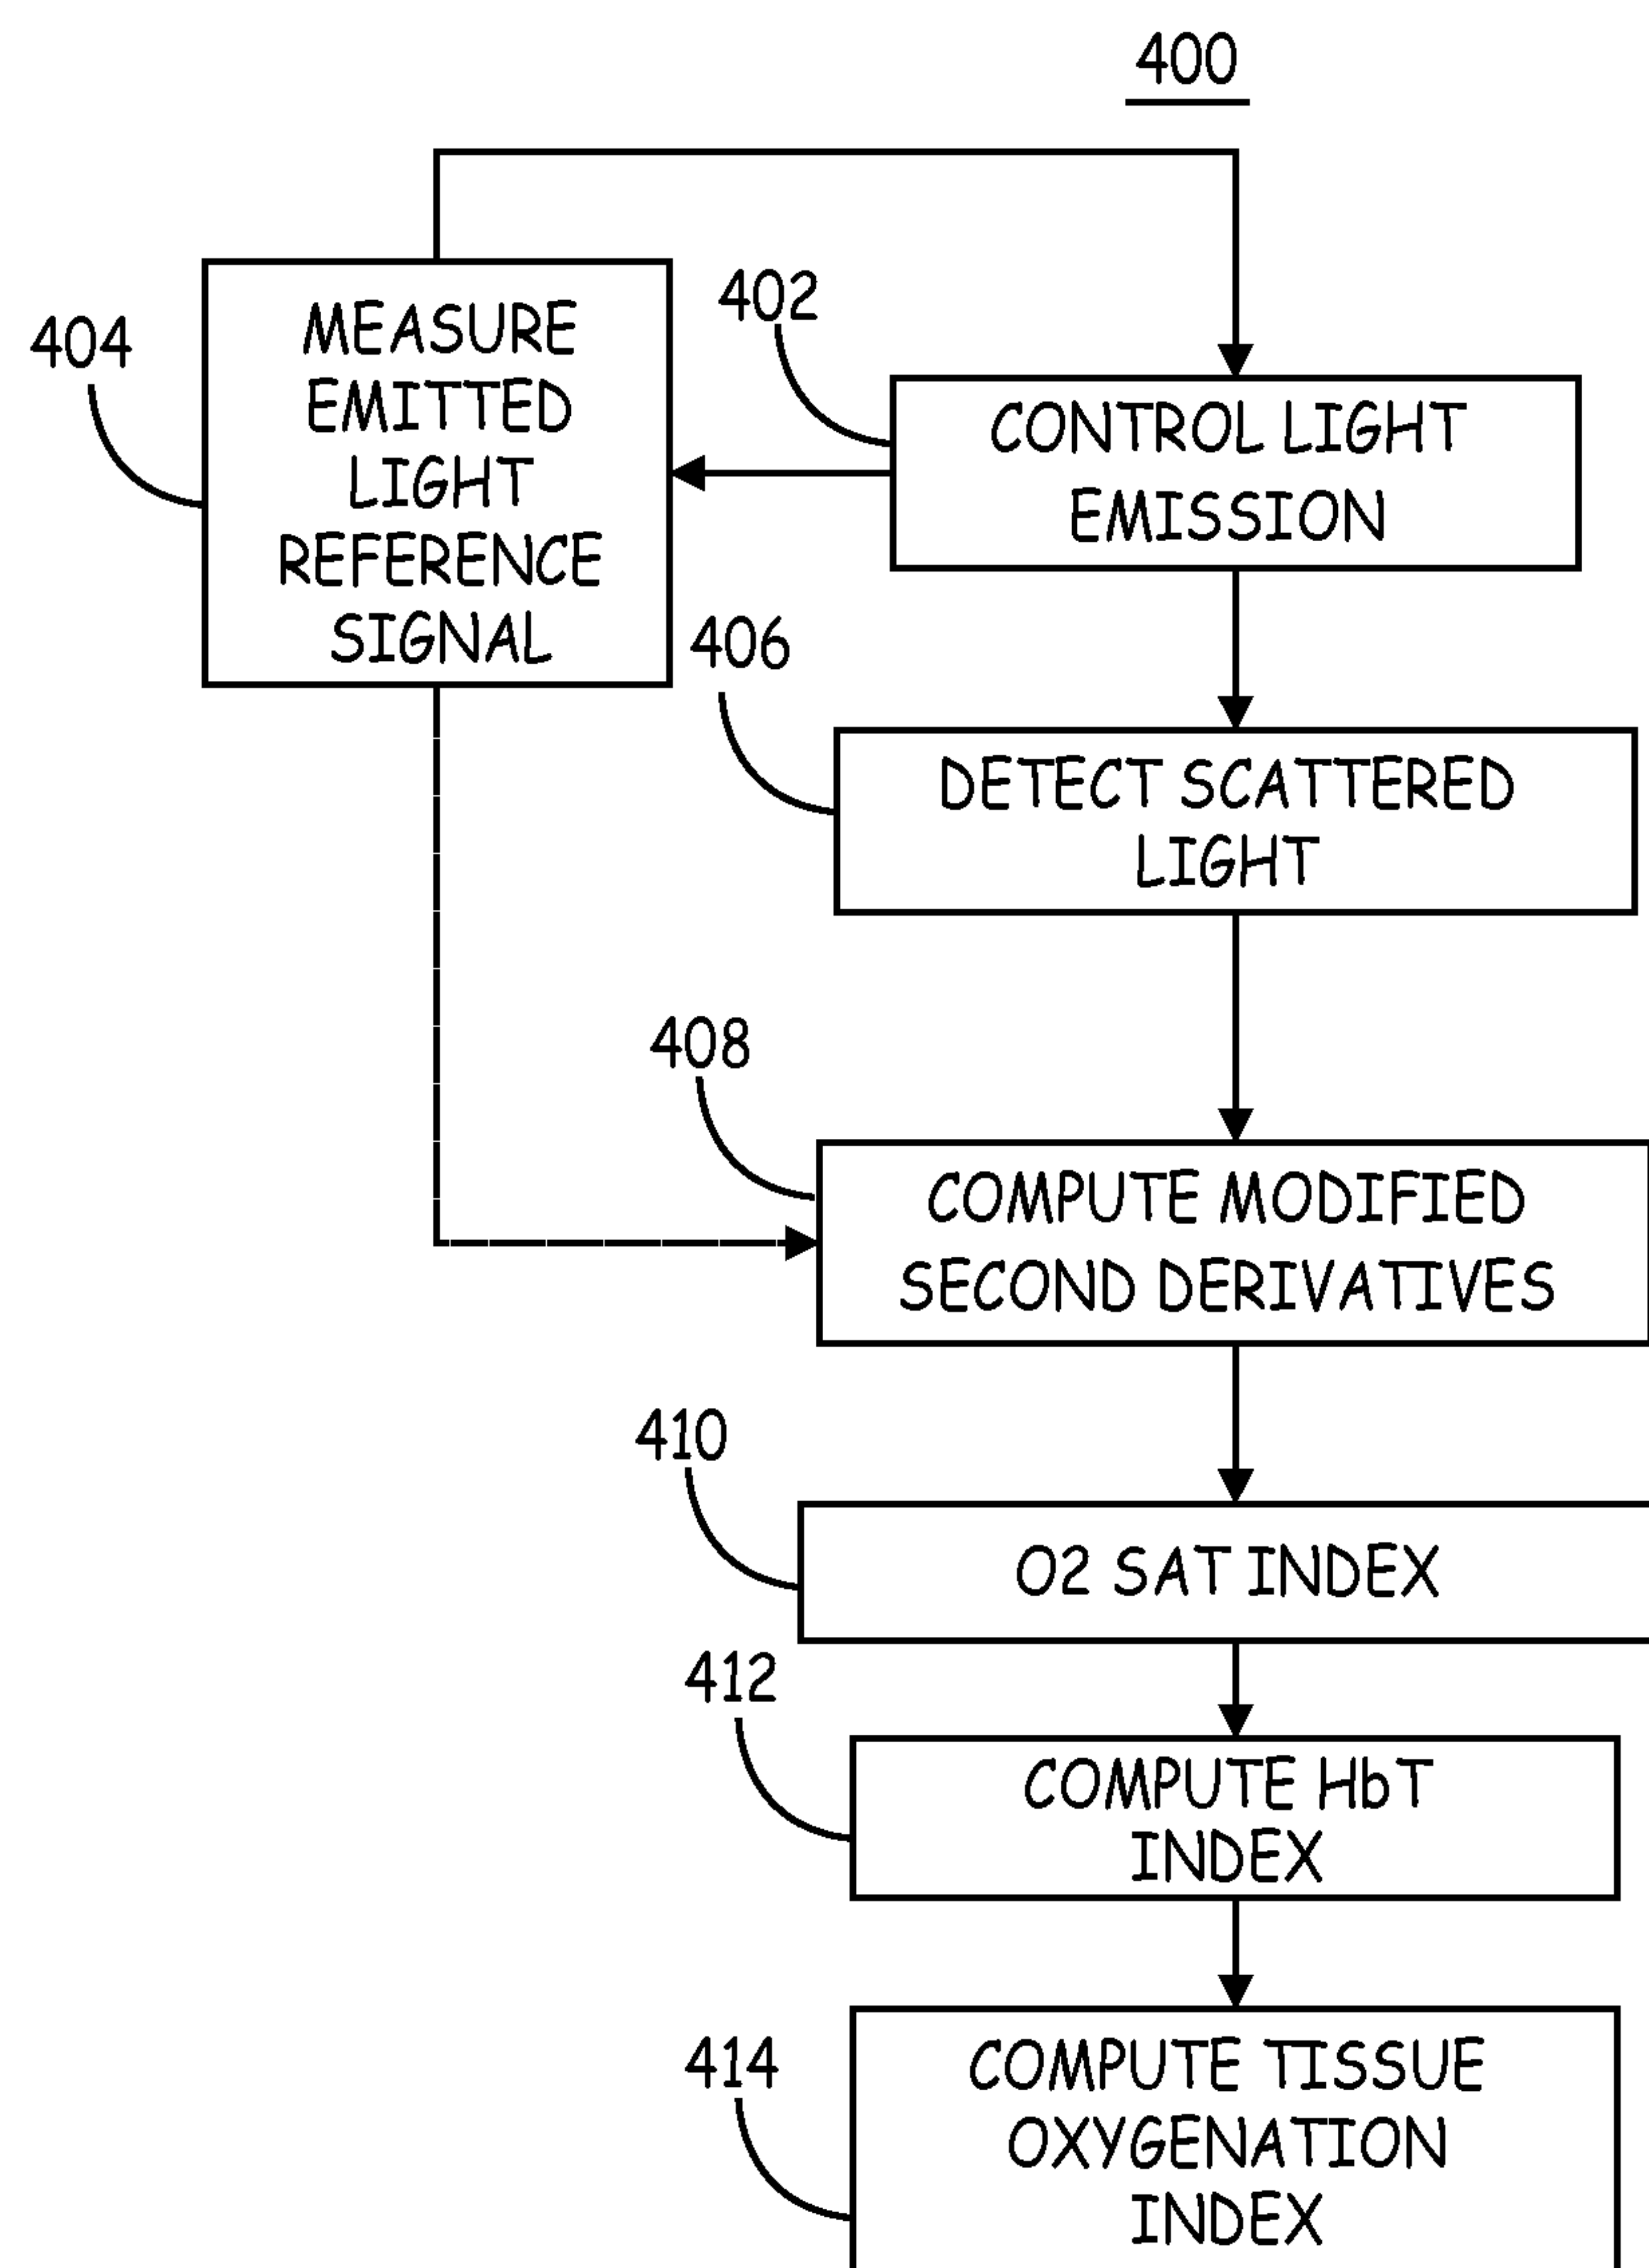 400
402
CONTROL LIGHT
EMISSION
404
MEASURE
EMITTED
LIGHT
REFERENCE
SIGNAL
406
DETECT SCATTERED
LIGHT
408
COMPUTE MODIFIED
SECOND DERIVATIVES
410
O2 SAT INDEX
412
COMPUTE HbT
INDEX
414
COMPUTE TISSUE
OXYGENATION
INDEX